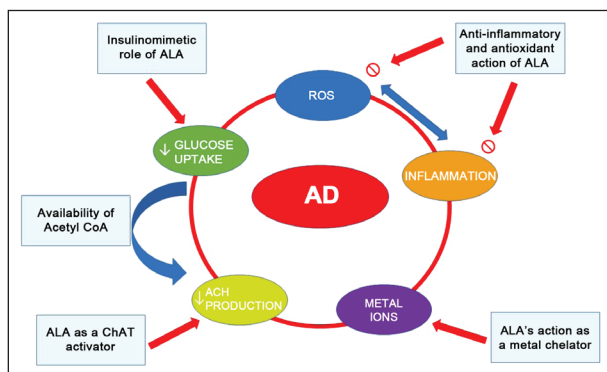 Insulinomimetic
role of ALA
Anti-inflammatory
and antioxidant
action of ALA
ROS
↓ GLUCOSE
UPTAKE
INFLAMMATION
AD
Availability of
Acetyl CoA
↓ ACH
PRODUCTION
METAL
IONS
ALA as a ChAT
activator
ALA's action as
a metal chelator